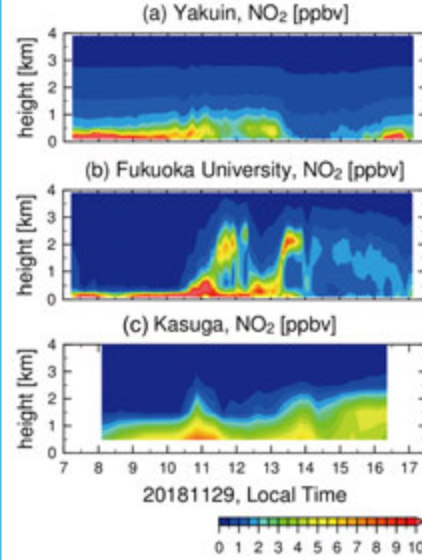 (a) Yakuin, NO₂ [ppbv]
4
3
2
1
0
height [km]
(b) Fukuoka University, NO₂ [ppbv]
4
3
2
1
0
height [km]
(c) Kasuga, NO₂ [ppbv]
4
3
2
1
0
height [km]
7 8 9 10 11 12 13 14 15 16 17
20181129, Local Time
0 1 2 3 4 5 6 7 8 9 10